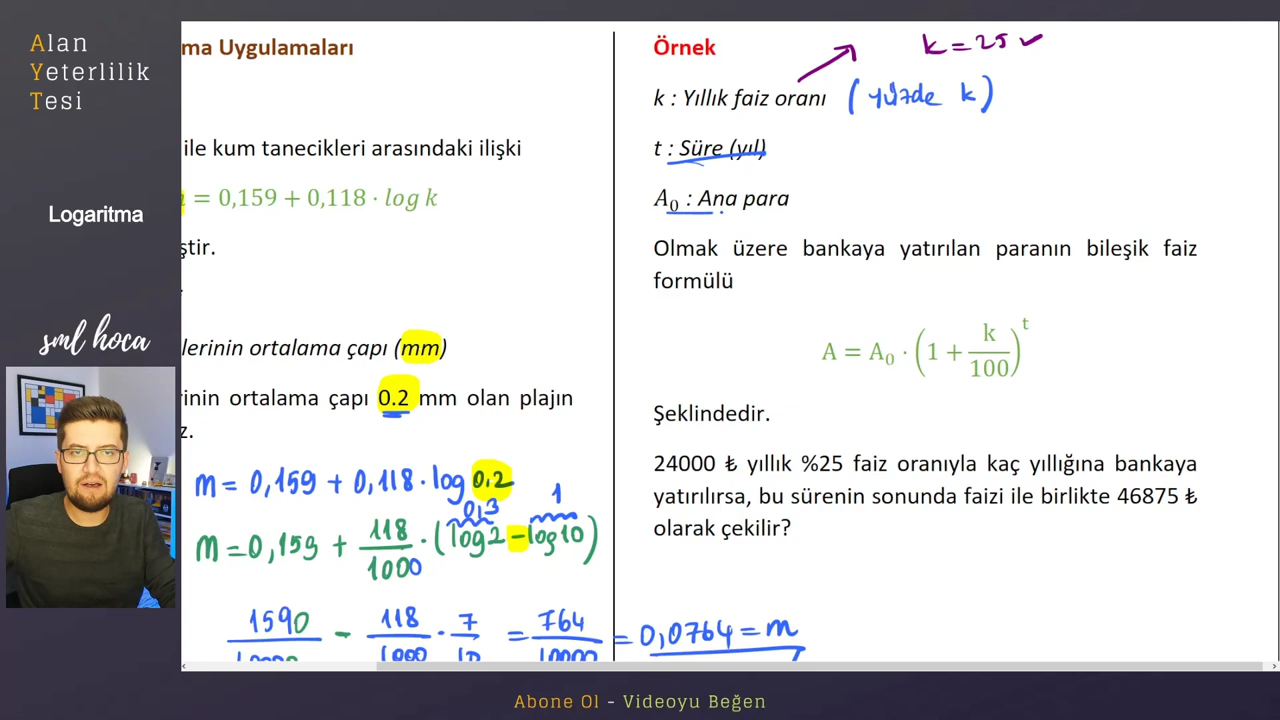 Alan
Yeterlilik
Tesi
Logaritma
sml hoca
ma Uygulamaları
ile kum tanecikleri arasındaki ilişki
= 0,159 + 0,118 · log k
ştir.
lerinin ortalama çapı (mm)
rinin ortalama çapı 0.2 mm olan plajın
z.
m = 0,159 + 0,118 · log 0.2
0,3
1
m = 0,159 + 118/1000 · (log2 - log10)
1590/10000 - 118/1000 · 7/10 = 764/10000 = 0,0764 = m
Örnek
k = 25 ✓
k : Yıllık faiz oranı (yüzde k)
t : Süre (yıl)
A₀ : Ana para
Olmak üzere bankaya yatırılan paranın bileşik faiz
formülü
A = A₀ · (1 + k/100)ᵗ
Şeklindedir.
24000 ₺ yıllık %25 faiz oranıyla kaç yıllığına bankaya
yatırılırsa, bu sürenin sonunda faizi ile birlikte 46875 ₺
olarak çekilir?
Abone Ol - Videoyu Beğen